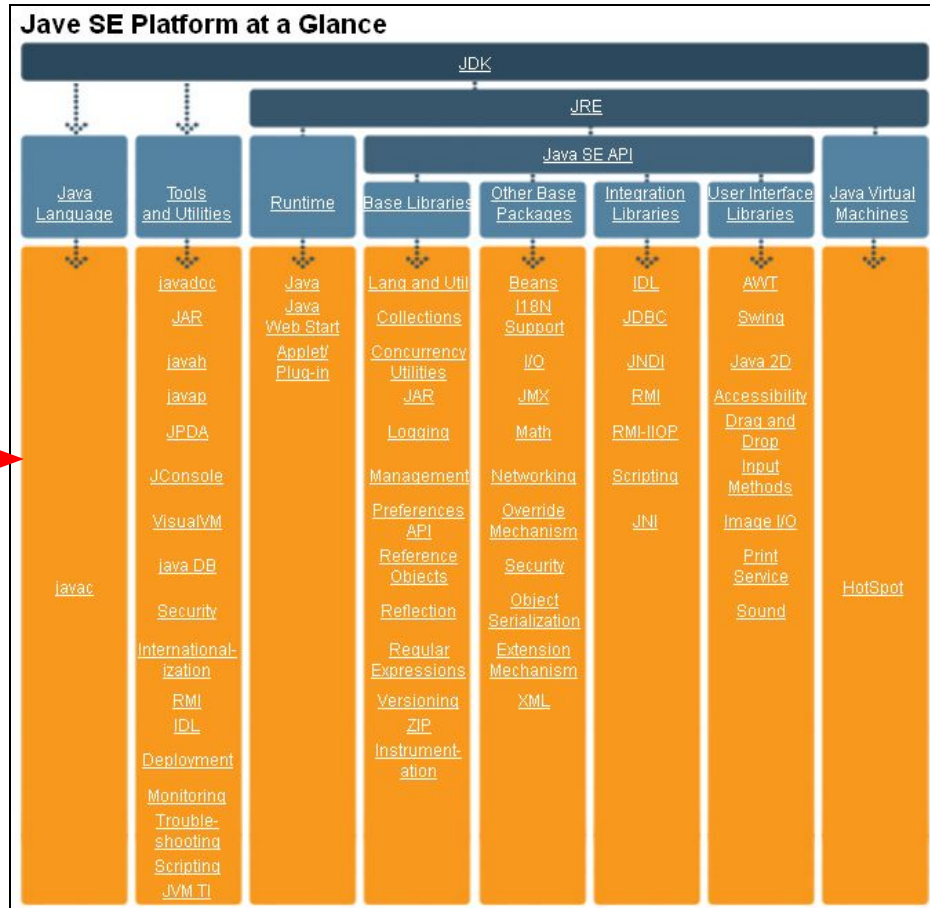 Jave SE Platform at a Glance
JDK
JRE
Java SE API
Java
Language
Tools
and Utilities
Runtime
Base Libraries
Other Base
Packages
Integration
Libraries
User Interface
Libraries
Java Virtual
Machines
javac
javadoc
JAR
javah
javap
JPDA
JConsole
VisualVM
java DB
Security
International-
ization
RMI
IDL
Deployment
Monitoring
Trouble-
shooting
Scripting
JVM TI
Java
Java
Web Start
Applet/
Plug-in
Lang and Util
Collections
Concurrency
Utilities
JAR
Logging
Management
Preferences
API
Reference
Objects
Reflection
Regular
Expressions
Versioning
ZIP
Instrument-
ation
Beans
I18N
Support
I/O
JMX
Math
Networking
Override
Mechanism
Security
Object
Serialization
Extension
Mechanism
XML
IDL
JDBC
JNDI
RMI
RMI-IIOP
Scripting
JNI
AWT
Swing
Java 2D
Accessibility
Drag and
Drop
Input
Methods
Image I/O
Print
Service
Sound
HotSpot